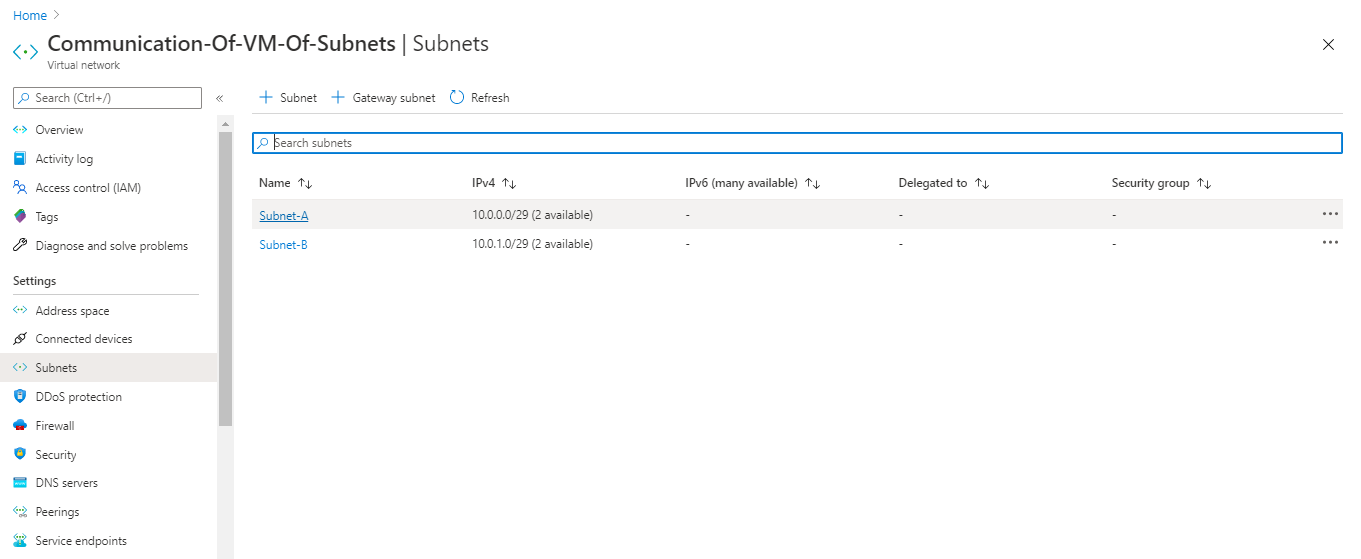 Home
Communication-Of-VM-Of-Subnets | Subnets
Virtual network
Search (Ctrl+/)
«
Overview
Activity log
Access control (IAM)
Tags
Diagnose and solve problems
Settings
Address space
Connected devices
Subnets
DDoS protection
Firewall
Security
DNS servers
Peerings
Service endpoints
+ Subnet + Gateway subnet Refresh
Search subnets
Name IPv4 IPv6 (many available) Delegated to Security group
Subnet-A 10.0.0.0/29 (2 available) - - - ...
Subnet-B 10.0.1.0/29 (2 available) - - - ...